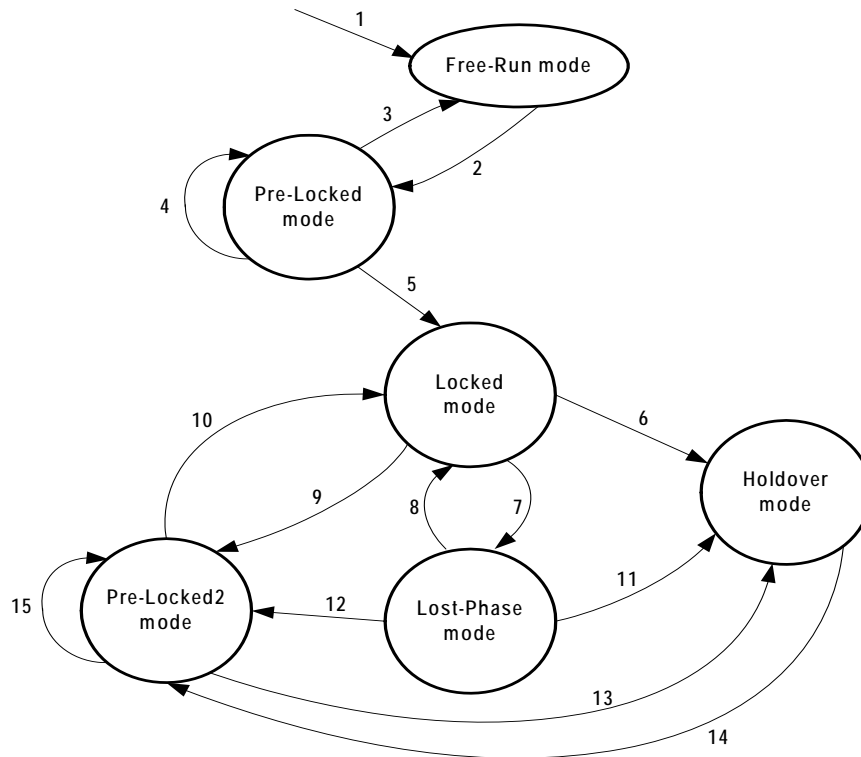 1
Free-Run mode
3
2
Pre-Locked
mode
4
5
Locked
mode
10
6
Holdover
mode
9
8
7
11
15
Pre-Locked2
mode
12
Lost-Phase
mode
13
14